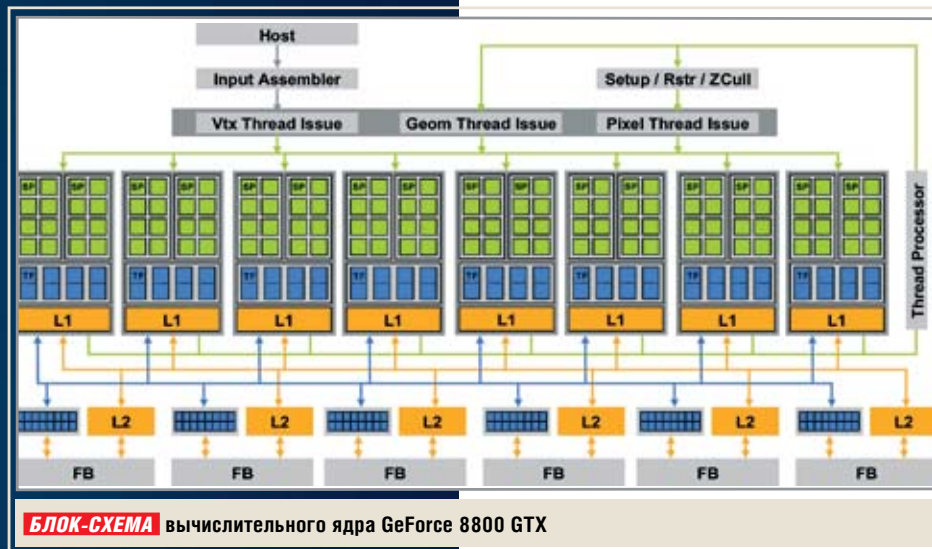 Host
Input Assembler
Setup / Rstr / ZCull
Vtx Thread Issue
Geom Thread Issue
Pixel Thread Issue
SP SP SP SP SP SP SP SP SP SP SP SP SP SP SP SP
TF TF TF TF TF TF TF TF
Thread Processor
L1 L1 L1 L1 L1 L1 L1 L1
L2 L2 L2 L2 L2 L2
FB FB FB FB FB FB
БЛОК-СХЕМА вычислительного ядра GeForce 8800 GTX